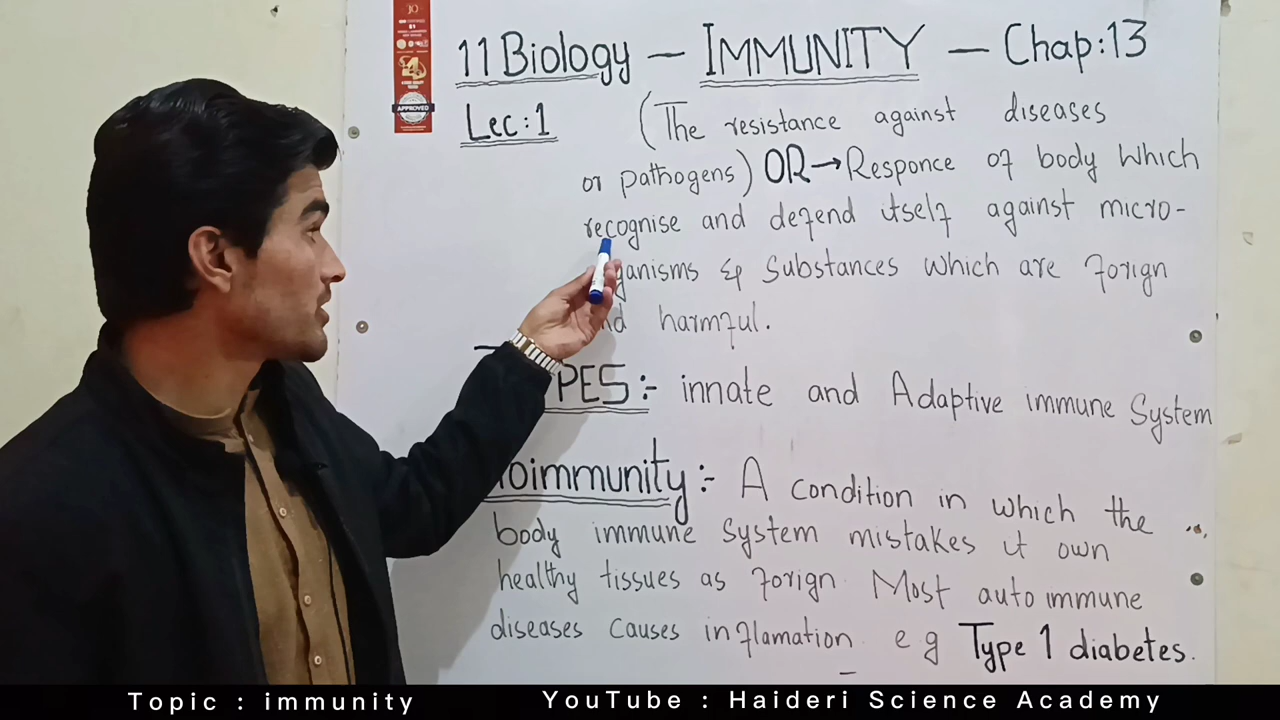 11 Biology — IMMUNITY — Chap:13
Lec:1 (The resistance against diseases
or pathogens) OR → Responce of body which
recognise and defend itself against micro-
ganisms & Substances which are forign
nd harmful.
PES:- innate and Adaptive immune System
oimmunity:- A condition in which the
body immune system mistakes it own
healthy tissues as forign. Most auto immune
diseases causes inflamation. e g Type 1 diabetes.
APPROVED
Topic : immunity YouTube : Haideri Science Academy